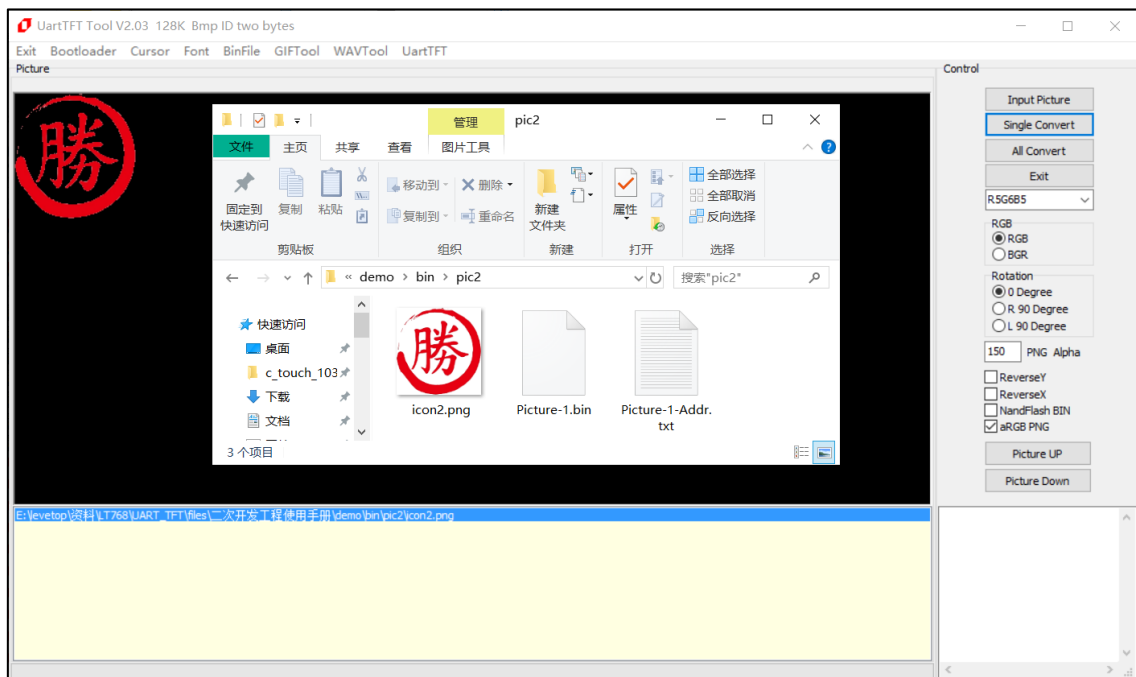 UartTFT Tool V2.03 128K Bmp ID two bytes
Exit Bootloader Cursor Font BinFile GIFTool WAVTool UartTFT
Picture
Control
勝
管理 pic2
文件 主页 共享 查看 图片工具
固定到
快速访问
复制
粘贴
移动到
复制到
删除
重命名
新建
文件夹
属性
全部选择
全部取消
反向选择
剪贴板 组织 新建 打开 选择
« demo › bin › pic2
搜索"pic2"
快速访问
桌面
c_touch_103
下载
文档
勝
icon2.png
Picture-1.bin
Picture-1-Addr.
txt
3 个项目
Input Picture
Single Convert
All Convert
Exit
R5G6B5
RGB
RGB
BGR
Rotation
0 Degree
R 90 Degree
L 90 Degree
150 PNG Alpha
ReverseY
ReverseX
NandFlash BIN
aRGB PNG
Picture UP
Picture Down
E:\levetop\资料\LT768\UART_TFT\files\二次开发工程使用手册\demo\bin\pic2\icon2.png